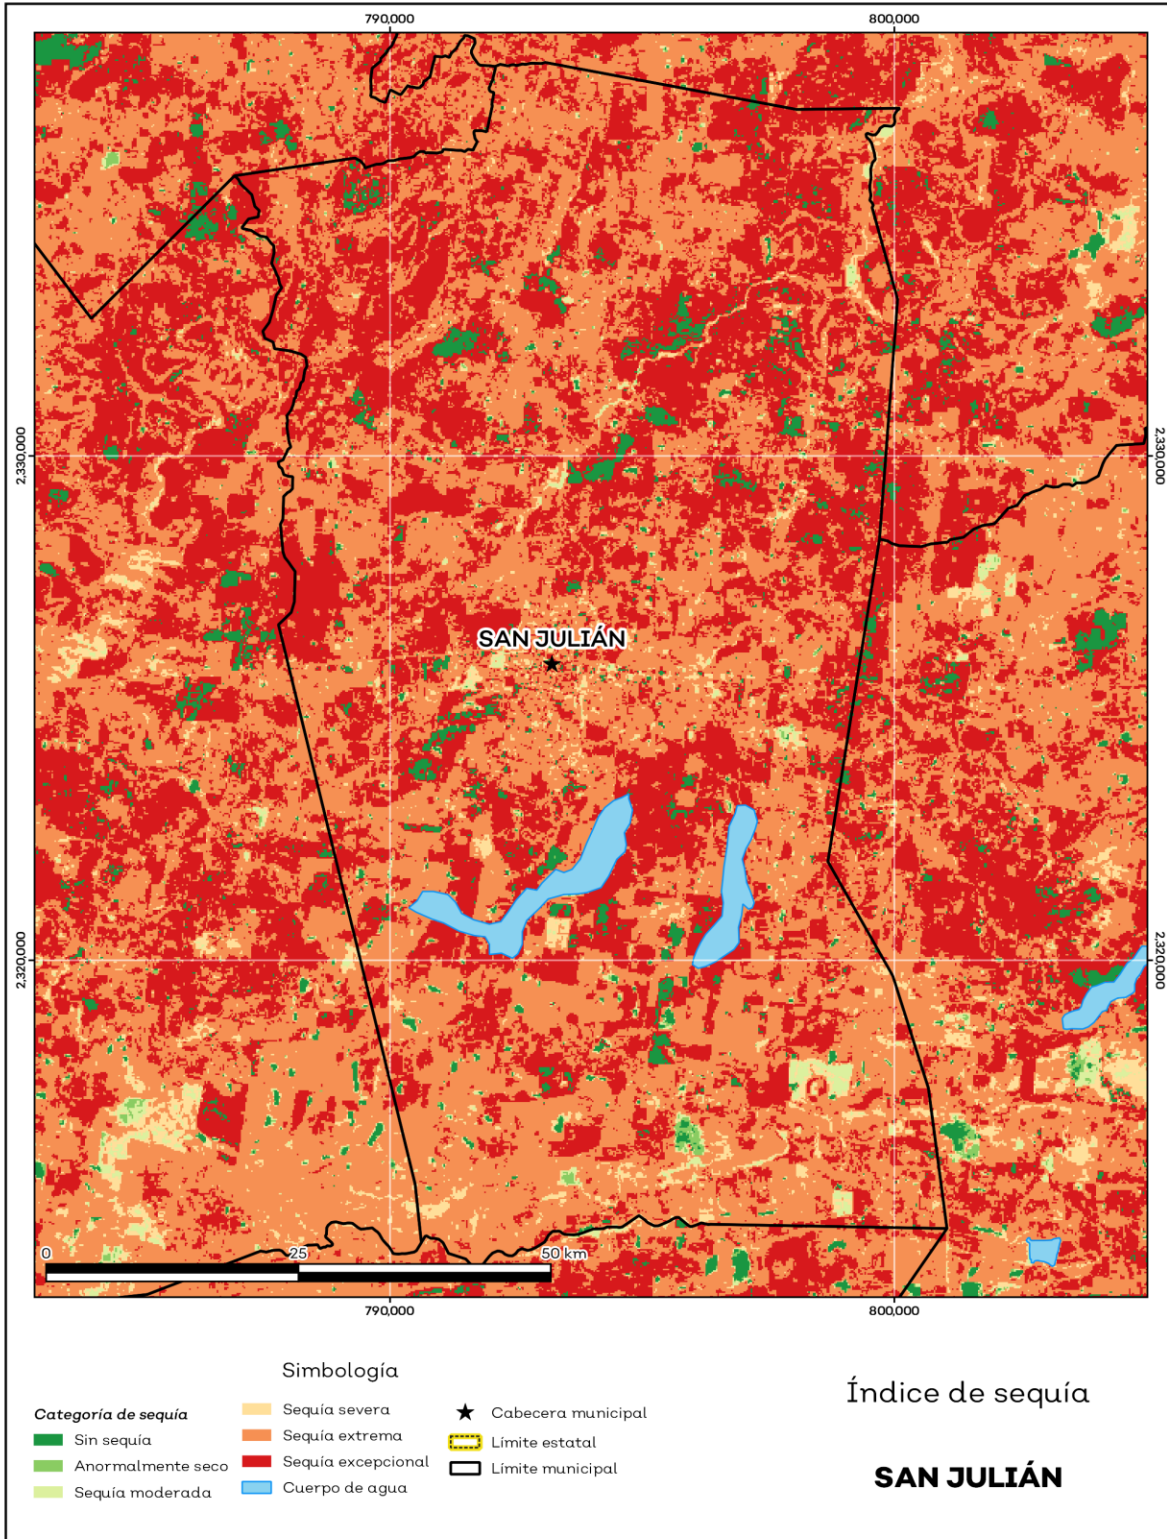 790,000
800,000
2,330,000
2,330,000
SAN JULIÁN
2,320,000
2,320,000
0
25
50 km
790,000
800,000
Simbología
Categoría de sequía
Sin sequía
Anormalmente seco
Sequía moderada
Sequía severa
Sequía extrema
Sequía excepcional
Cuerpo de agua
Cabecera municipal
Límite estatal
Límite municipal
Índice de sequía
SAN JULIÁN